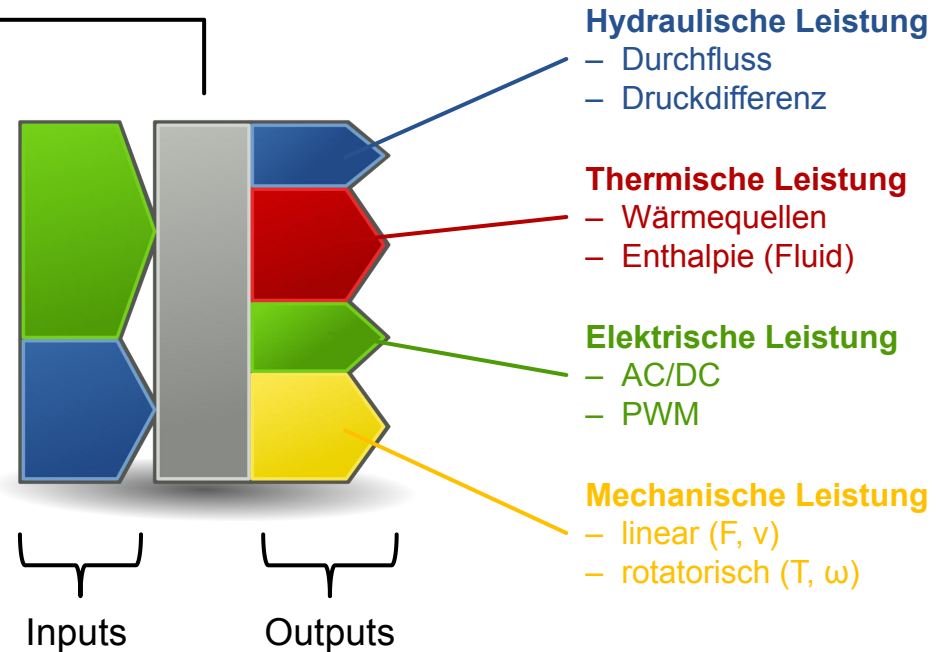 Hydraulische Leistung
– Durchfluss
– Druckdifferenz
Thermische Leistung
– Wärmequellen
– Enthalpie (Fluid)
Elektrische Leistung
– AC/DC
– PWM
Mechanische Leistung
– linear (F, v)
– rotatorisch (T, ω)
Inputs
Outputs